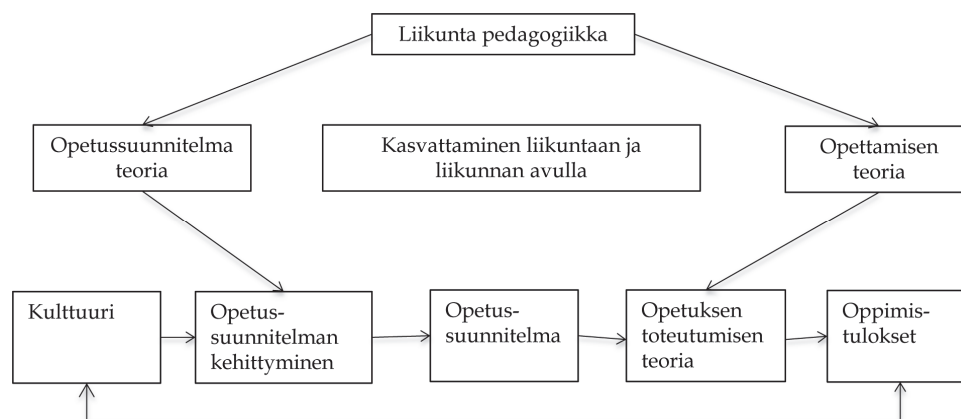 Liikunta pedagogiikka
Opetussuunnitelma
teoria
Kasvattaminen liikuntaan ja
liikunnan avulla
Opettamisen
teoria
Kulttuuri
Opetus-
suunnitelman
kehittyminen
Opetus-
suunnitelma
Opetuksen
toteutumisen
teoria
Oppimis-
tulokset